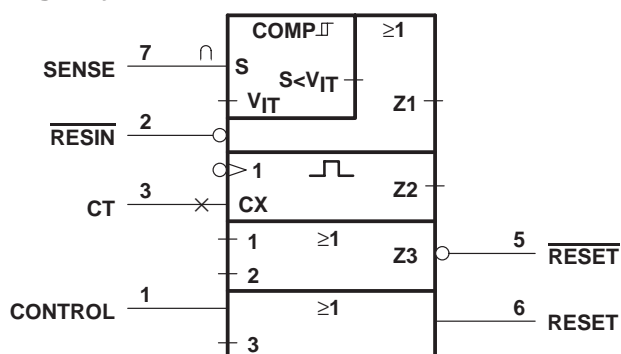 COMP ≥1
7 ∩
SENSE S
S<VIT
VIT Z1
2
RESIN
1
Z2
3
CT CX
1 ≥1
Z3 5
RESET
2
1
CONTROL ≥1
6
RESET
3